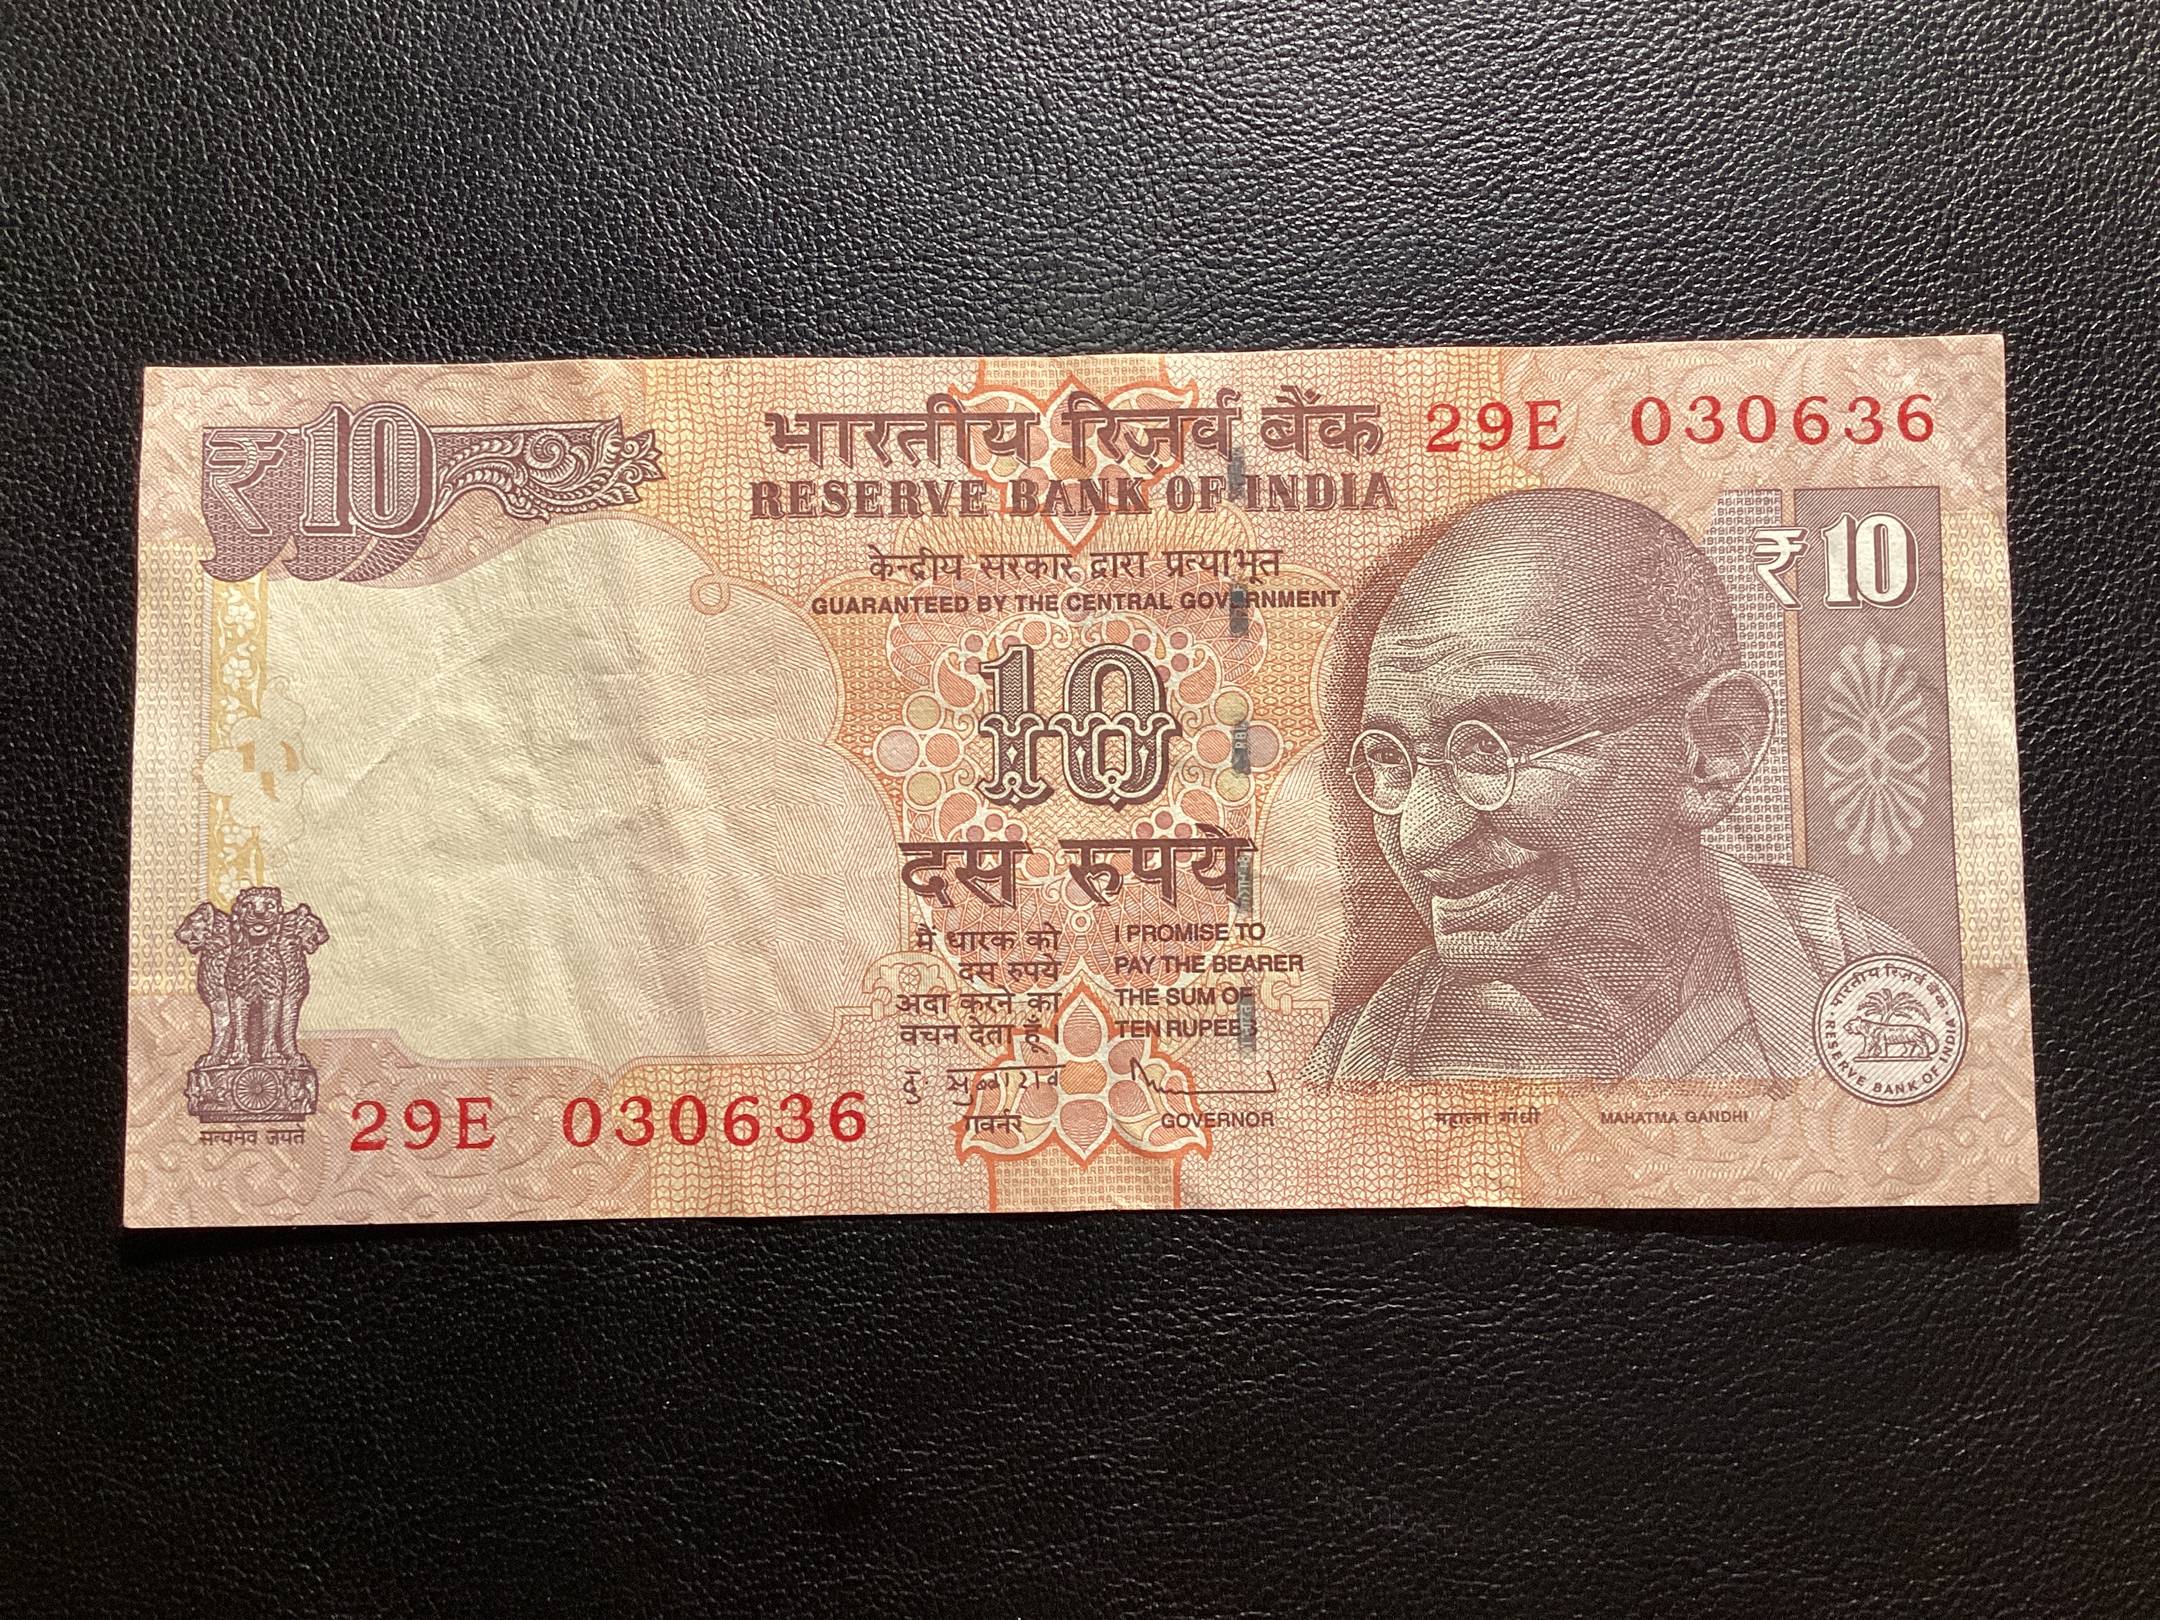 ₹10
भारतीय रिज़र्व बैंक
RESERVE BANK OF INDIA
29E 030636
केन्द्रीय सरकार द्वारा प्रत्याभूत
GUARANTEED BY THE CENTRAL GOVERNMENT
₹10
10
दस रुपये
मैं धारक को
दस रुपये
अदा करने का
वचन देता हूँ।
I PROMISE TO
PAY THE BEARER
THE SUM OF
TEN RUPEES
गवर्नर
GOVERNOR
सत्यमेव जयते
29E 030636
महात्मा गांधी
MAHATMA GANDHI
भारतीय रिज़र्व बैंक
RESERVE BANK OF INDIA